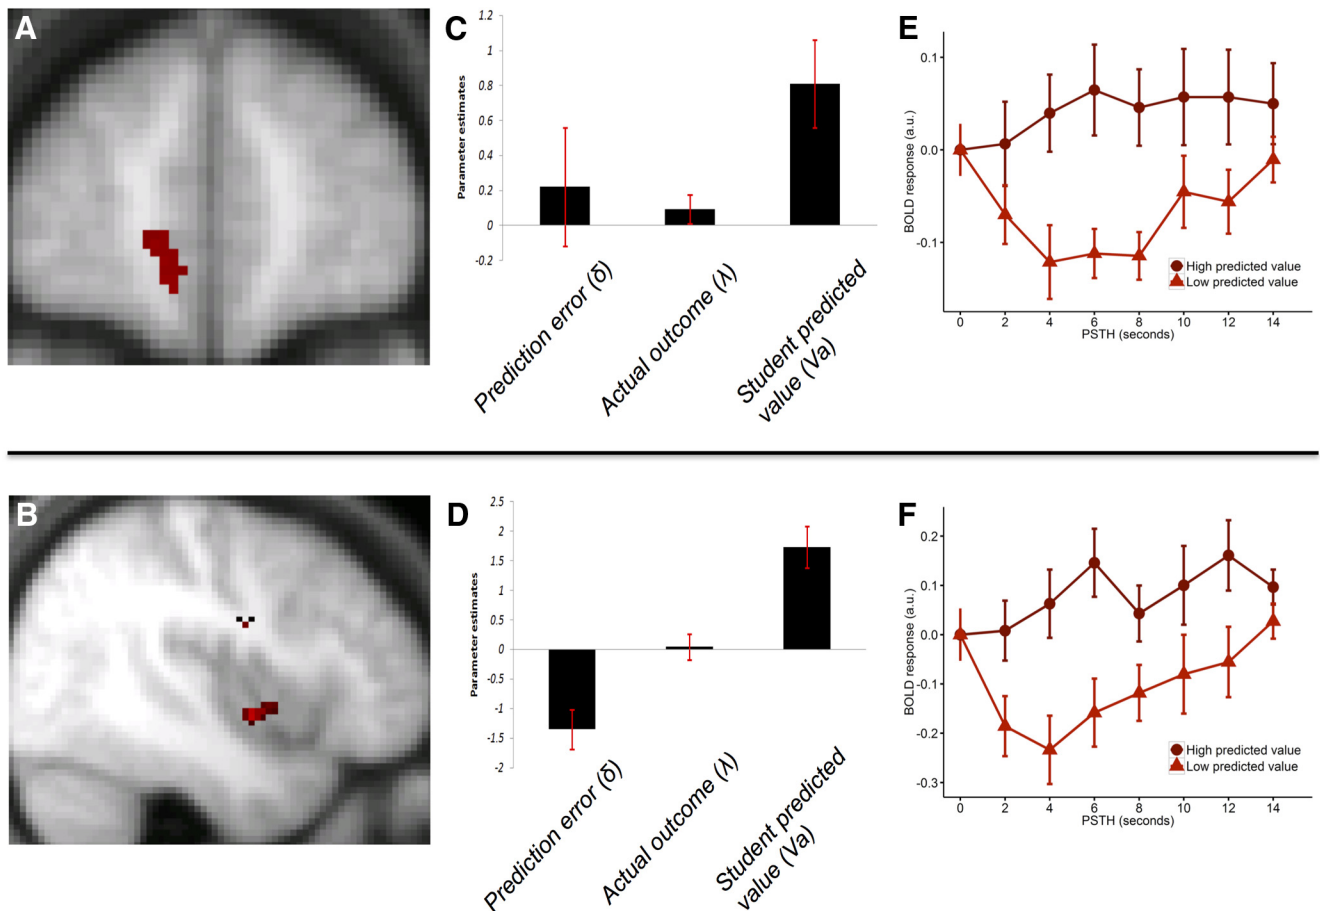 A
C
1.2
1
0.8
0.6
0.4
0.2
0
-0.2
Parameter estimates
Prediction error (δ)
Actual outcome (λ)
Student predicted
value (Va)
E
0.1
0.0
-0.1
BOLD response (a.u.)
High predicted value
Low predicted value
0 2 4 6 8 10 12 14
PSTH (seconds)
B
D
2.5
2
1.5
1
0.5
0
-0.5
-1
-1.5
-2
Parameter estimates
Prediction error (δ)
Actual outcome (λ)
Student predicted
value (Va)
F
0.2
0.1
0.0
-0.1
-0.2
-0.3
BOLD response (a.u.)
High predicted value
Low predicted value
0 2 4 6 8 10 12 14
PSTH (seconds)